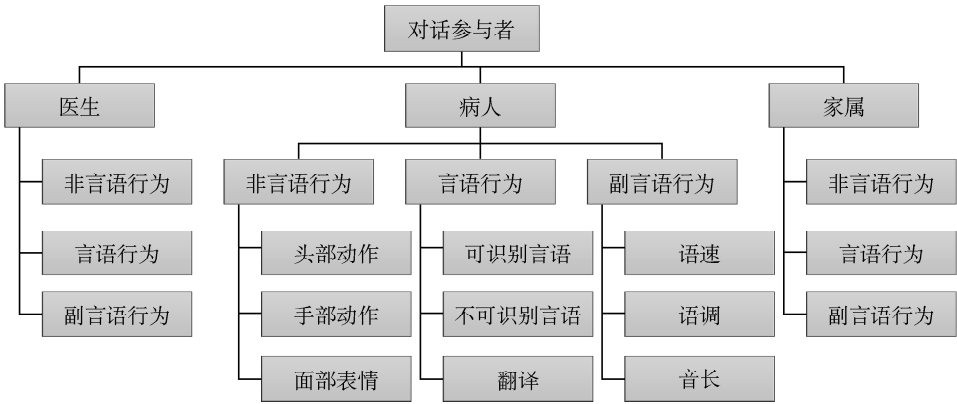 对话参与者
医生
病人
家属
非言语行为
非言语行为
言语行为
副言语行为
非言语行为
言语行为
头部动作
可识别言语
语速
言语行为
副言语行为
手部动作
不可识别言语
语调
副言语行为
面部表情
翻译
音长